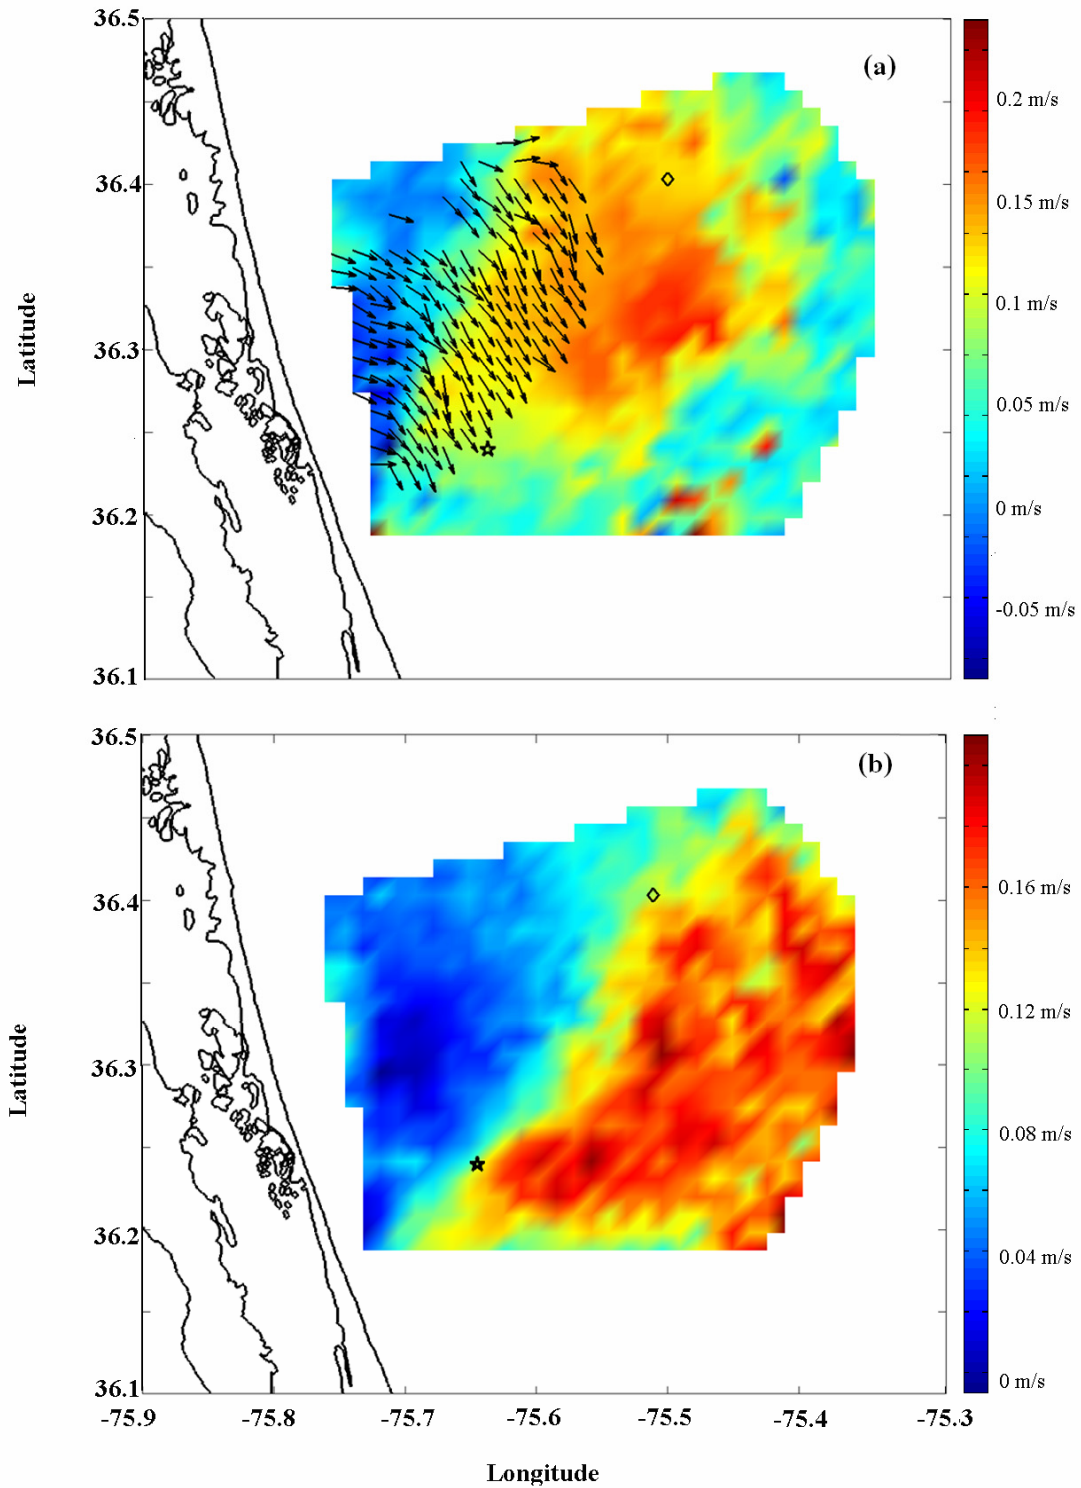 36.5
(a)
0.2 m/s
36.4
0.15 m/s
0.1 m/s
Latitude
36.3
0.05 m/s
36.2
0 m/s
-0.05 m/s
36.1
36.5
(b)
36.4
0.16 m/s
0.12 m/s
Latitude
36.3
0.08 m/s
36.2
0.04 m/s
36.1
0 m/s
-75.9 -75.8 -75.7 -75.6 -75.5 -75.4 -75.3
Longitude